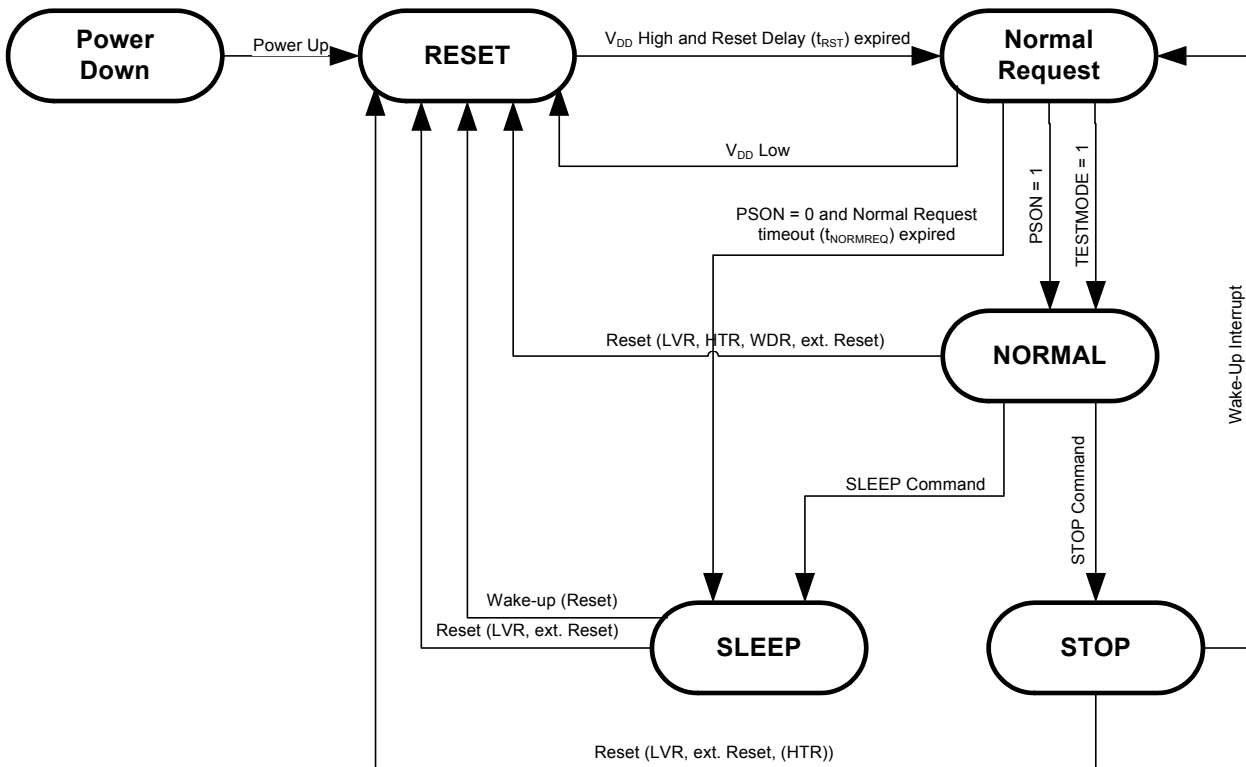 Power
Down
Power Up
RESET
V_DD High and Reset Delay (t_RST) expired
Normal
Request
V_DD Low
PSON = 1
TESTMODE = 1
PSON = 0 and Normal Request
timeout (t_NORMREQ) expired
Wake-Up Interrupt
Reset (LVR, HTR, WDR, ext. Reset)
NORMAL
SLEEP Command
STOP Command
Wake-up (Reset)
Reset (LVR, ext. Reset)
SLEEP
STOP
Reset (LVR, ext. Reset, (HTR))